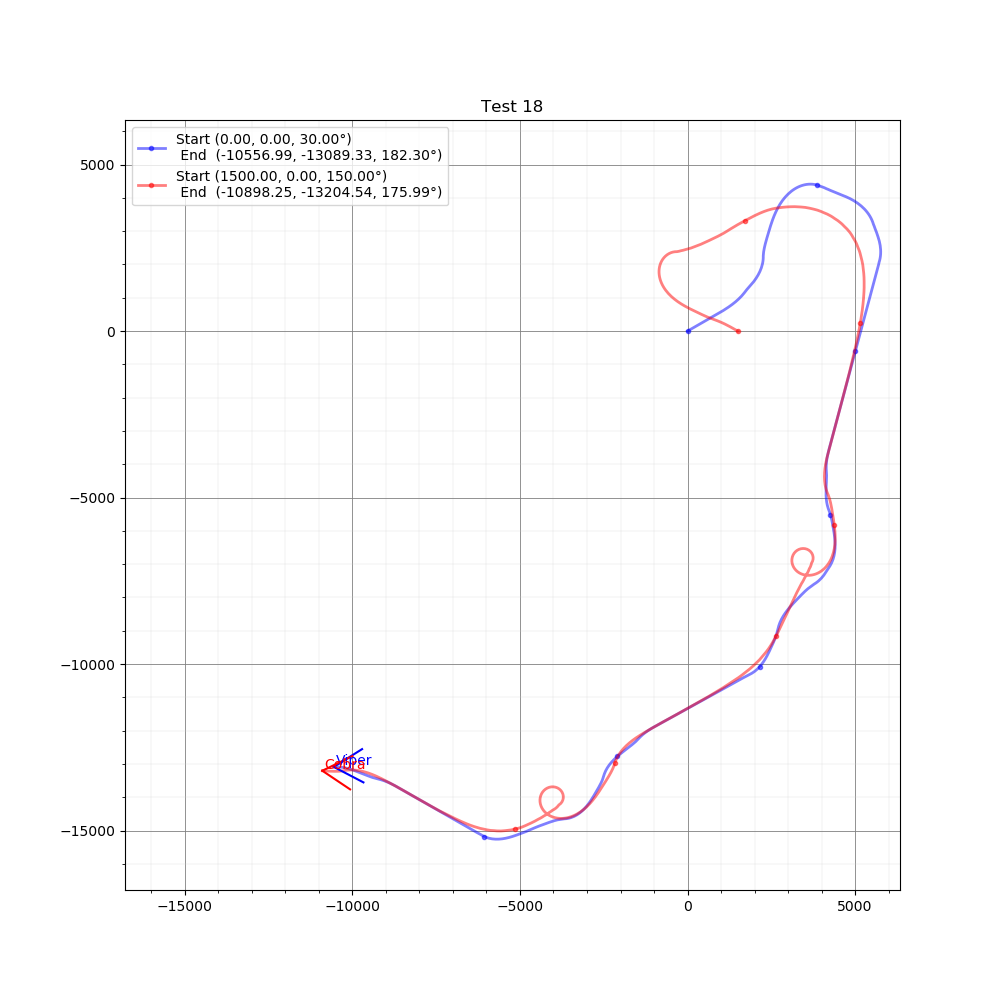 Test 18
Start (0.00, 0.00, 30.00°)
End (-10556.99, -13089.33, 182.30°)
Start (1500.00, 0.00, 150.00°)
End (-10898.25, -13204.54, 175.99°)
5000
0
−5000
−10000
−15000
Viper
Cobra
−15000
−10000
−5000
0
5000